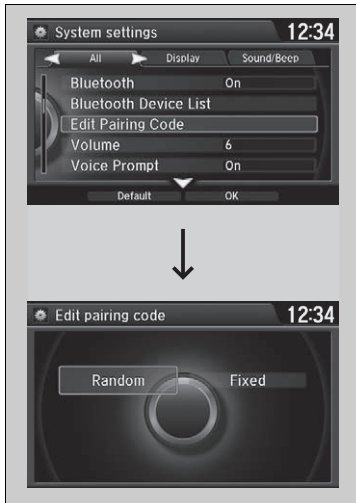 System settings 12:34
All Display Sound/Beep
Bluetooth On
Bluetooth Device List
Edit Pairing Code
Volume 6
Voice Prompt On
Default OK
Edit pairing code 12:34
Random Fixed